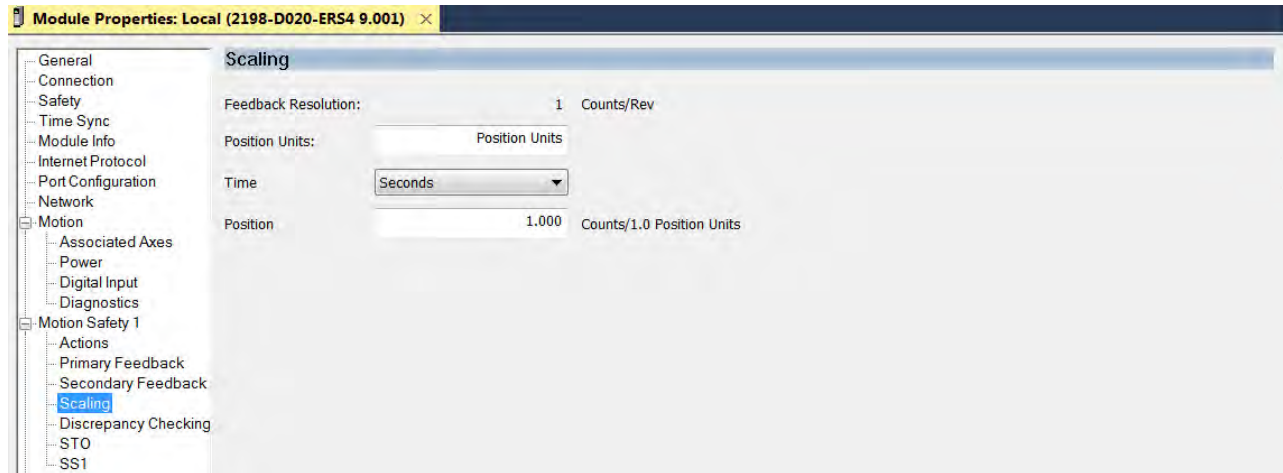 Module Properties: Local (2198-D020-ERS4 9.001) ×
General
Connection
Safety
Time Sync
Module Info
Internet Protocol
Port Configuration
Network
Motion
Associated Axes
Power
Digital Input
Diagnostics
Motion Safety 1
Actions
Primary Feedback
Secondary Feedback
Scaling
Discrepancy Checking
STO
SS1
Scaling
Feedback Resolution: 1 Counts/Rev
Position Units: Position Units
Time Seconds
Position 1.000 Counts/1.0 Position Units